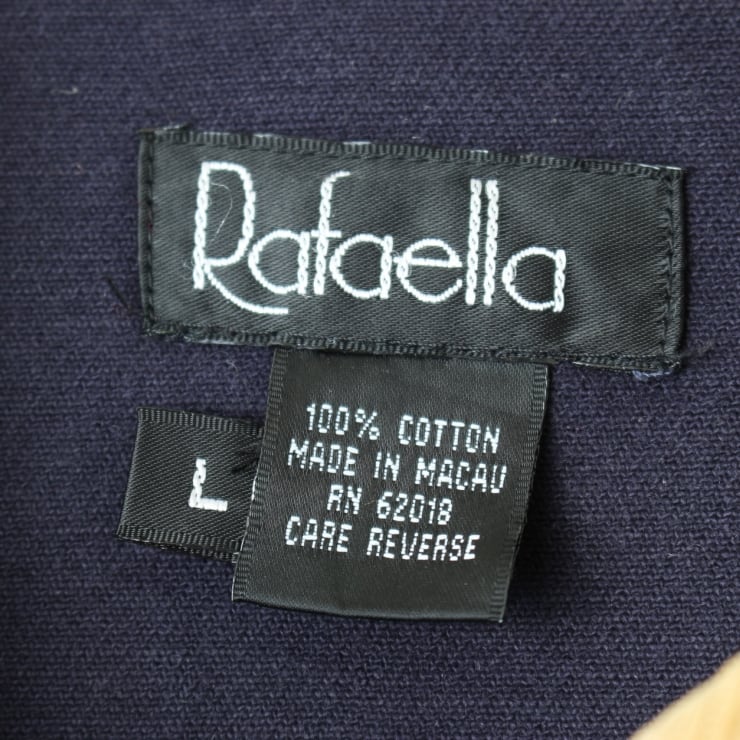 Rafaella
100% COTTON
MADE IN MACAU
RN 62018
CARE REVERSE
L